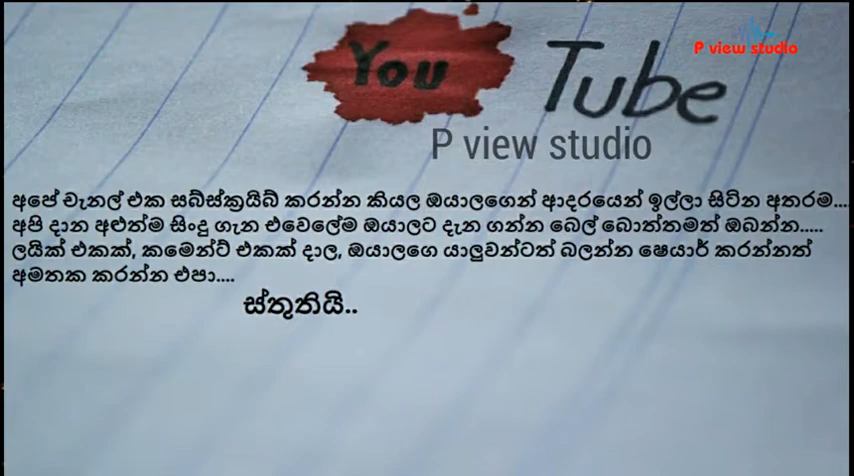 You Tube
P view studio
P view studio
අපේ චැනල් එක සබ්ස්ක්‍රයිබ් කරන්න කියල ඔයාලගෙන් ආදරයෙන් ඉල්ලා සිටින අතරම....
අපි දාන අළුත්ම සිංදු ගැන එවෙලේම ඔයාලට දැන ගන්න බෙල් බොත්තමත් ඔබන්න.....
ලයික් එකක්, කමෙන්ට් එකක් දාල, ඔයාලගෙ යාලුවන්ටත් බලන්න ෂෙයාර් කරන්නත්
අමතක කරන්න එපා....
ස්තුතියි..